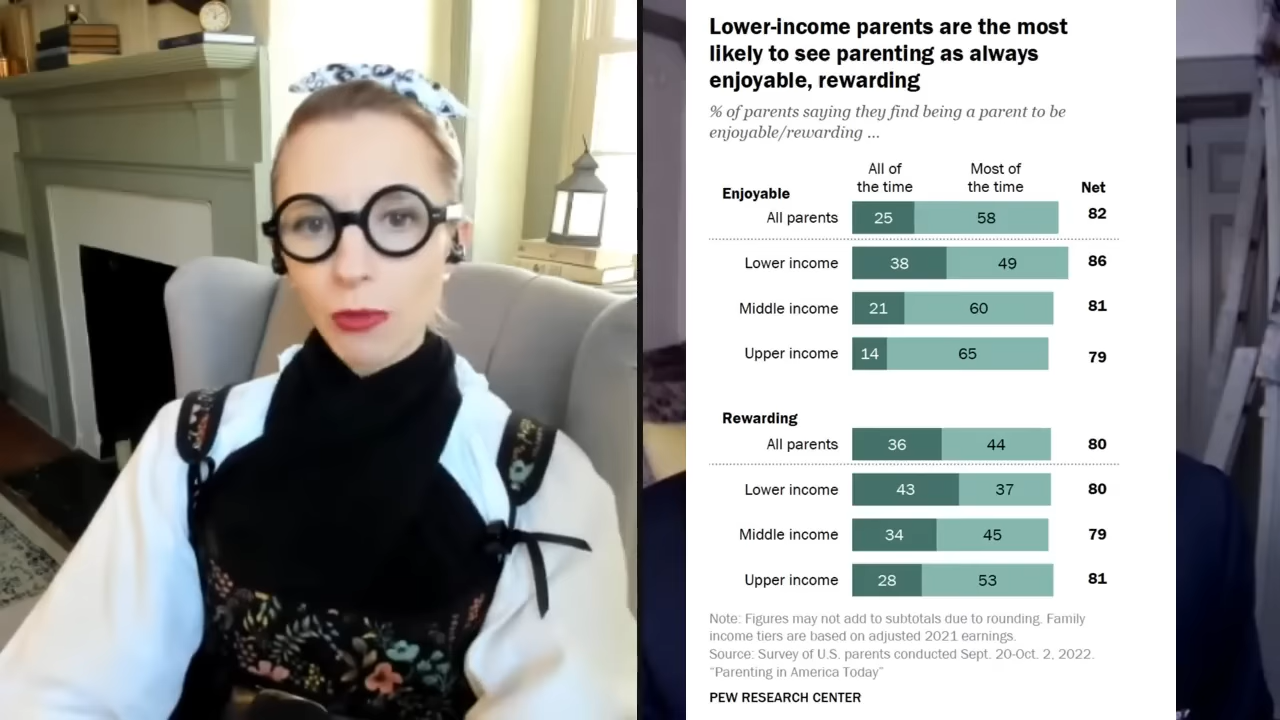 Lower-income parents are the most
likely to see parenting as always
enjoyable, rewarding
% of parents saying they find being a parent to be
enjoyable/rewarding ...
All of the time Most of the time Net
Enjoyable
All parents 25 58 82
Lower income 38 49 86
Middle income 21 60 81
Upper income 14 65 79
Rewarding
All parents 36 44 80
Lower income 43 37 80
Middle income 34 45 79
Upper income 28 53 81
Note: Figures may not add to subtotals due to rounding. Family
income tiers are based on adjusted 2021 earnings.
Source: Survey of U.S. parents conducted Sept. 20-Oct. 2, 2022.
“Parenting in America Today”
PEW RESEARCH CENTER